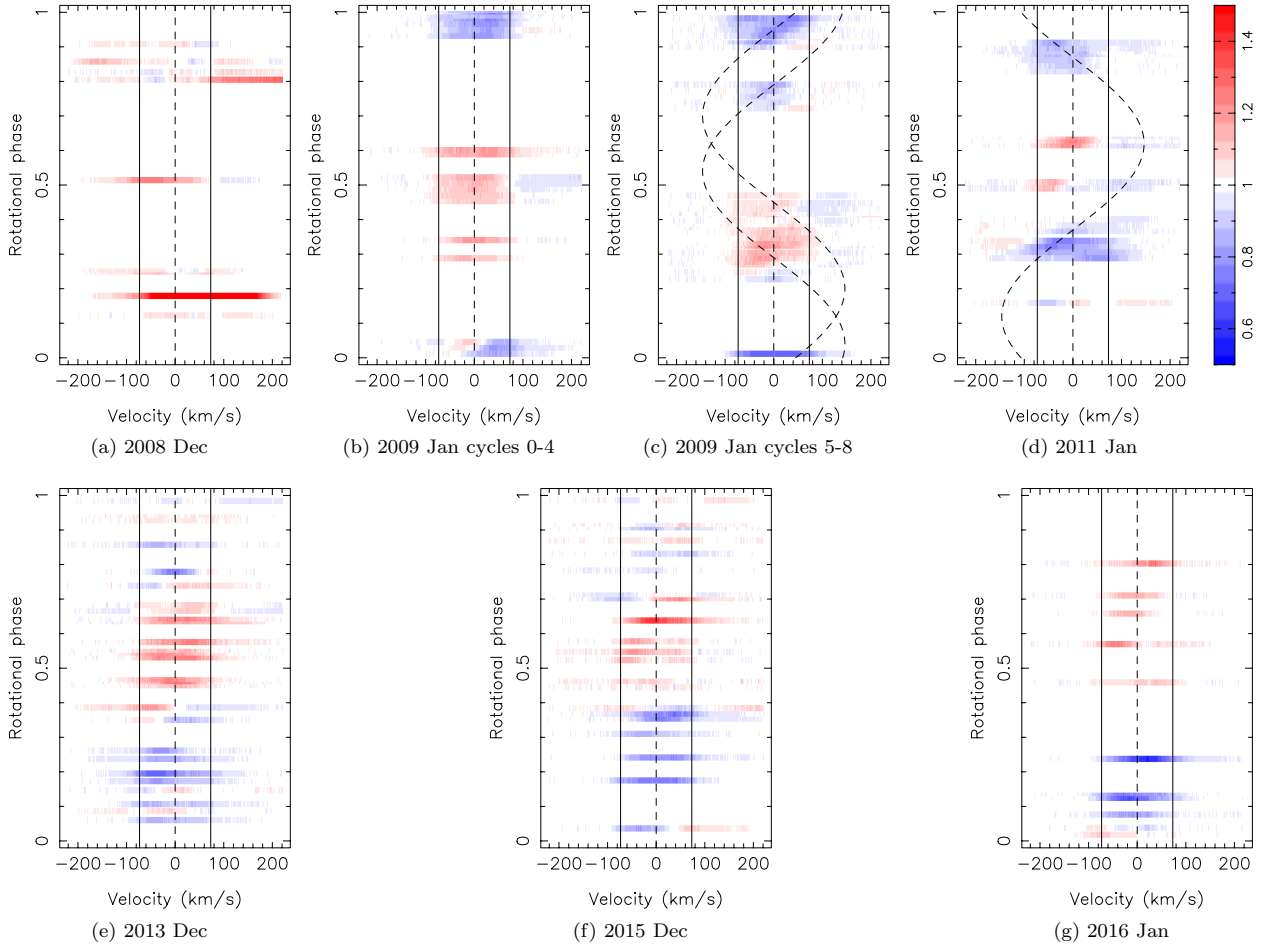 1
0.5
0
Rotational phase
−200 −100 0 100 200
Velocity (km/s)
(a) 2008 Dec
1
0.5
0
Rotational phase
−200 −100 0 100 200
Velocity (km/s)
(b) 2009 Jan cycles 0-4
1
0.5
0
Rotational phase
−200 −100 0 100 200
Velocity (km/s)
(c) 2009 Jan cycles 5-8
1
0.5
0
Rotational phase
−200 −100 0 100 200
Velocity (km/s)
(d) 2011 Jan
1.4
1.2
1
0.8
0.6
1
0.5
0
Rotational phase
−200 −100 0 100 200
Velocity (km/s)
(e) 2013 Dec
1
0.5
0
Rotational phase
−200 −100 0 100 200
Velocity (km/s)
(f) 2015 Dec
1
0.5
0
Rotational phase
−200 −100 0 100 200
Velocity (km/s)
(g) 2016 Jan